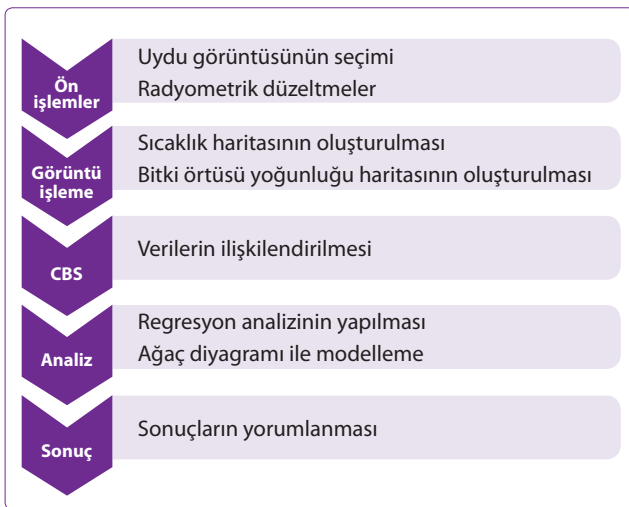 Ön
işlemler
Uydu görüntüsünün seçimi
Radyometrik düzeltmeler
Görüntü
işleme
Sıcaklık haritasının oluşturulması
Bitki örtüsü yoğunluğu haritasının oluşturulması
CBS
Verilerin ilişkilendirilmesi
Analiz
Regresyon analizinin yapılması
Ağaç diyagramı ile modelleme
Sonuç
Sonuçların yorumlanması